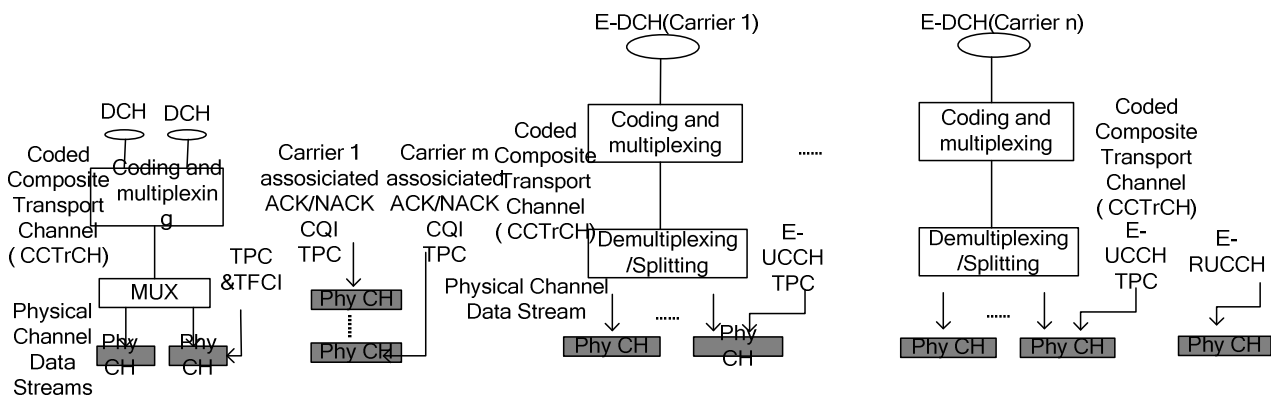 E-DCH(Carrier 1)
E-DCH(Carrier n)
DCH
DCH
Coded
Composite
Transport
Channel
( CCTrCH)
Coding and
multiplexin
g
MUX
TPC
&TFCI
Physical
Channel
Data
Streams
Phy
CH
Phy
CH
Carrier 1
assosiciated
ACK/NACK
CQI
TPC
Carrier m
assosiciated
ACK/NACK
CQI
TPC
Phy CH
Phy CH
Coded
Composite
Transport
Channel
( CCTrCH)
Coding and
multiplexing
Demultiplexing
/Splitting
E-
UCCH
TPC
Physical Channel
Data Stream
......
Phy CH
Phy
CH
......
Coding and
multiplexing
Coded
Composite
Transport
Channel
( CCTrCH)
Demultiplexing
/Splitting
E-
UCCH
TPC
......
Phy CH
Phy CH
E-
RUCCH
Phy CH